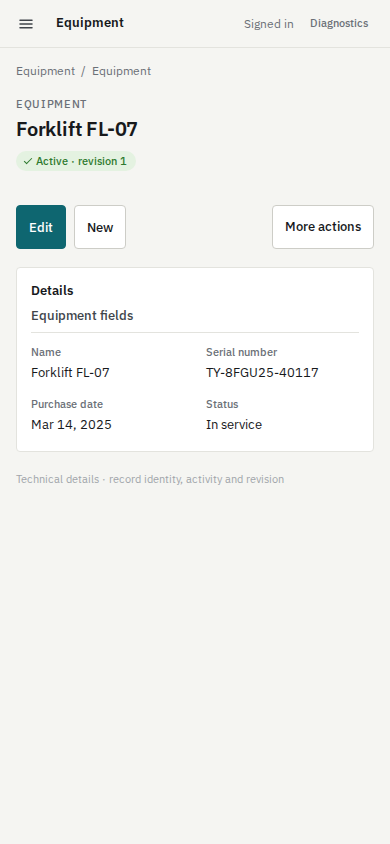 Equipment
Signed in
Diagnostics
Equipment / Equipment
EQUIPMENT
Forklift FL-07
Active · revision 1
Edit
New
More actions
Details
Equipment fields
Name
Serial number
Forklift FL-07
TY-8FGU25-40117
Purchase date
Status
Mar 14, 2025
In service
Technical details · record identity, activity and revision